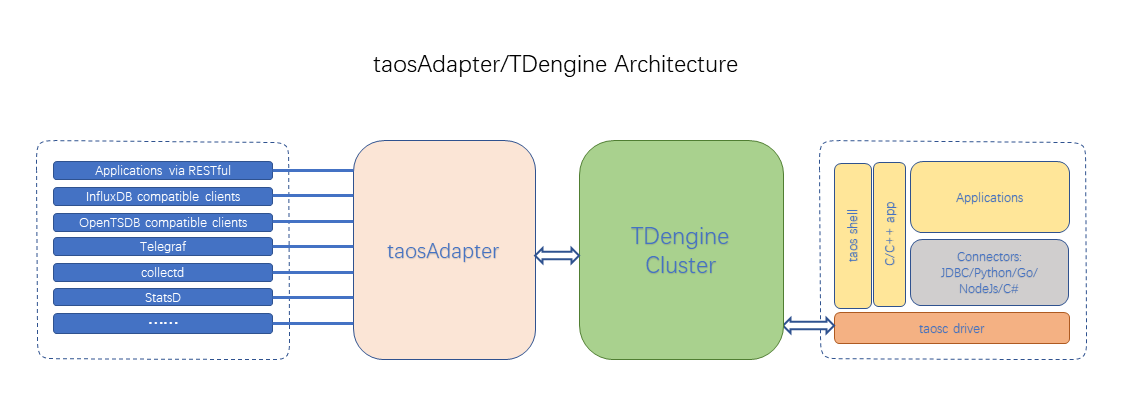 taosAdapter/TDengine Architecture
Applications via RESTful
InfluxDB compatible clients
OpenTSDB compatible clients
Telegraf
collectd
StatsD
......
taosAdapter
TDengine
Cluster
taos shell
C/C++ app
Applications
Connectors:
JDBC/Python/Go/
NodeJs/C#
taosc driver